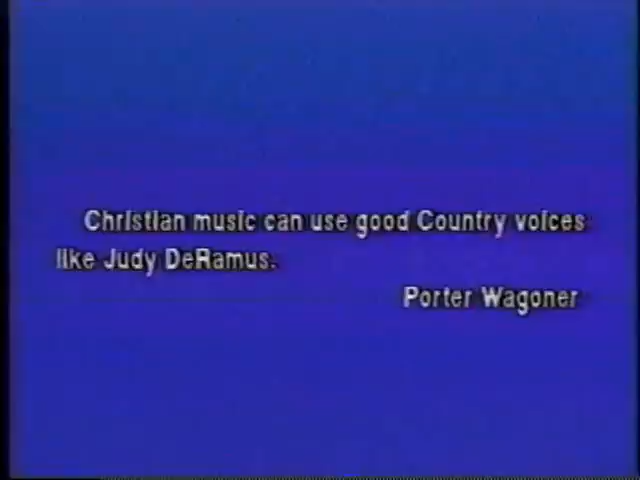 Christian music can use good Country voices
like Judy DeRamus.
Porter Wagoner